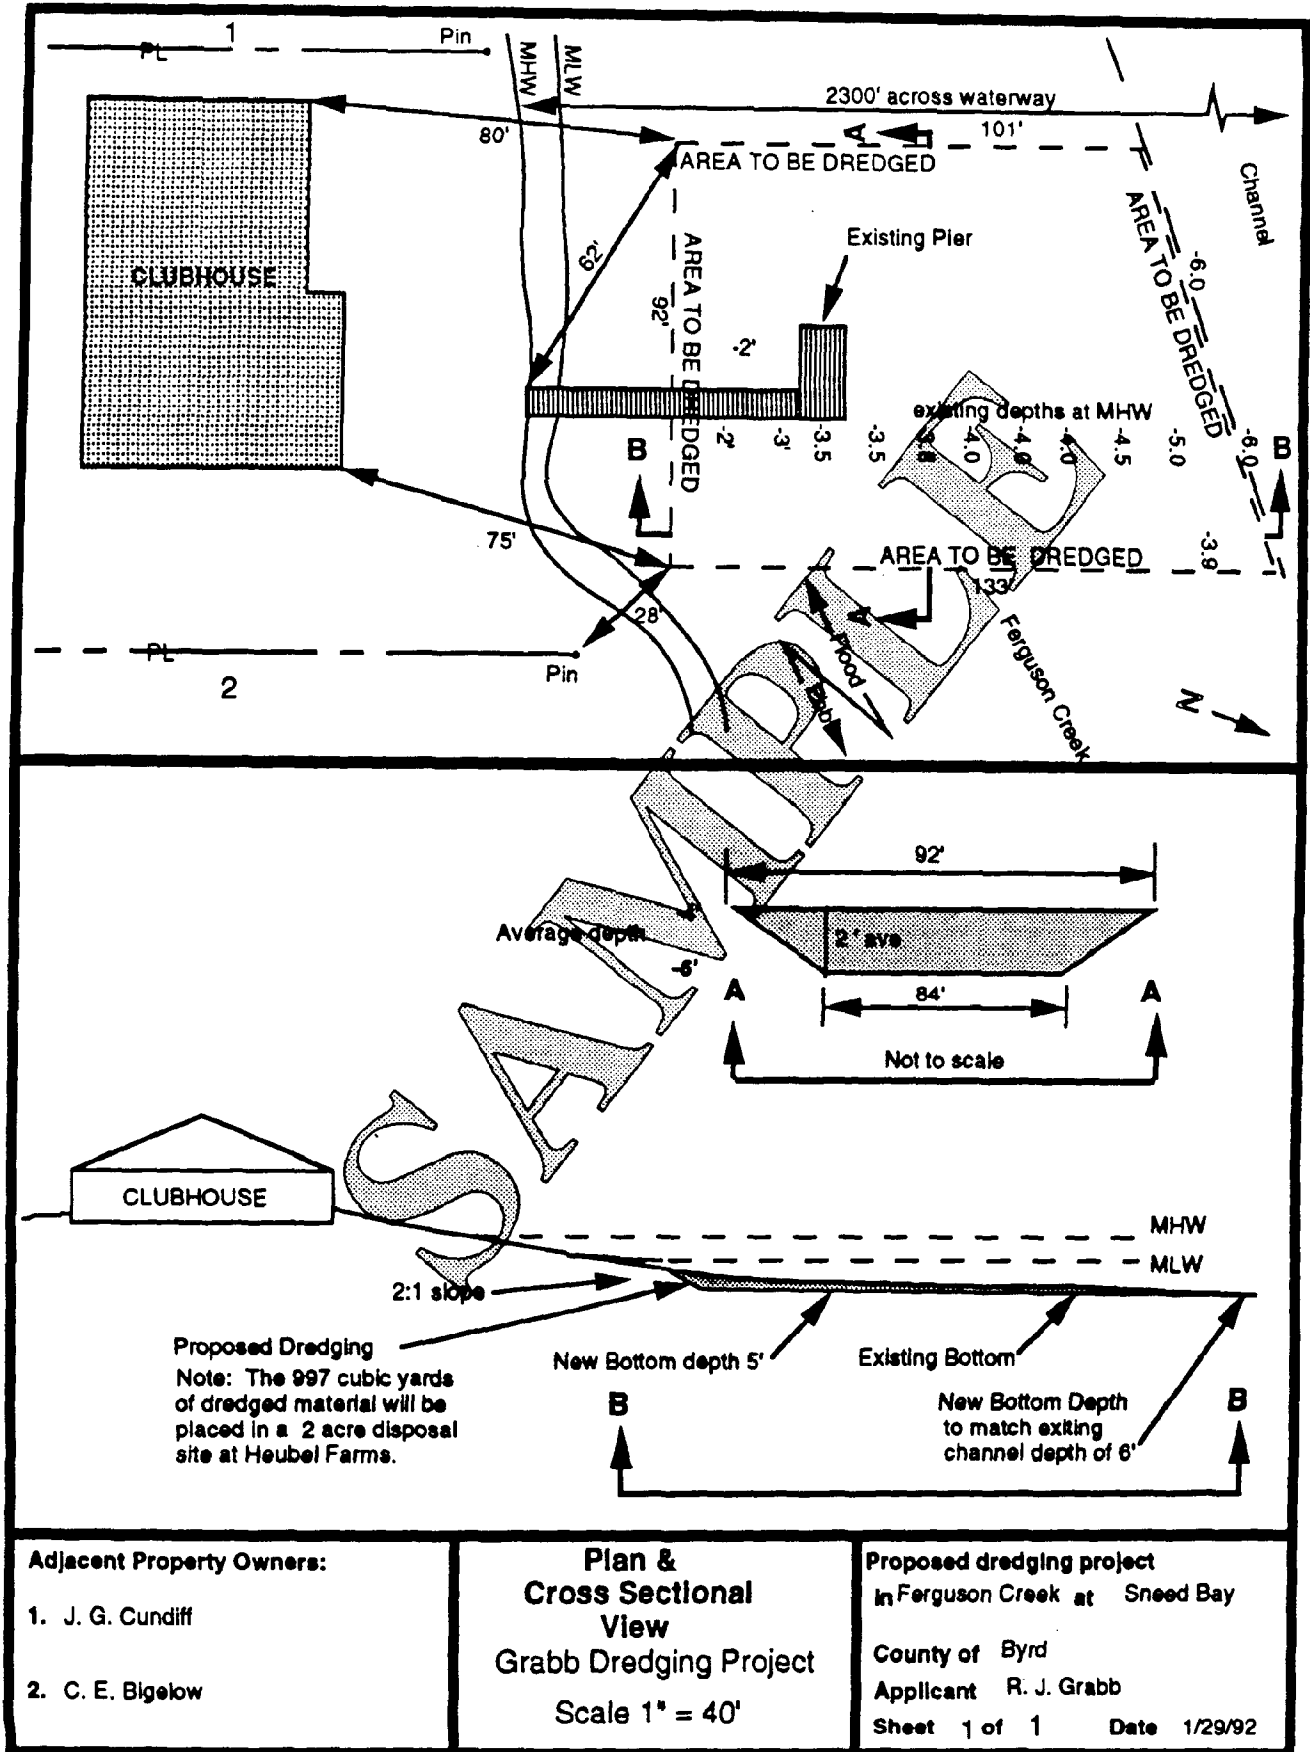 1
PL
Pin
MHW
MLW
2300' across waterway
80'
A
101'
AREA TO BE DREDGED
Channel
CLUBHOUSE
62'
AREA TO BE DREDGED
92'
Existing Pier
-2'
AREA TO BE DREDGED
-6.0
existing depths at MHW
-2'
-3'
-3.5
-3.5
-3.8
-4.0
-4.0
-4.0
-4.5
-5.0
-6.0
B
B
75'
-3.9
AREA TO BE DREDGED
133'
28'
A
PL
2
Pin
Flood
Ebb
Ferguson Creek
N
SAMPLE
92'
Average depth
-4'
-6'
2' ave
84'
A
A
Not to scale
CLUBHOUSE
MHW
MLW
2:1 slope
Proposed Dredging
Note: The 997 cubic yards
of dredged material will be
placed in a 2 acre disposal
site at Heubel Farms.
New Bottom depth 5'
Existing Bottom
New Bottom Depth
to match exiting
channel depth of 6'
B
B
Adjacent Property Owners:
1. J. G. Cundiff
2. C. E. Bigelow
Plan &
Cross Sectional
View
Grabb Dredging Project
Scale 1" = 40'
Proposed dredging project
in Ferguson Creek at Sneed Bay
County of Byrd
Applicant R. J. Grabb
Sheet 1 of 1 Date 1/29/92